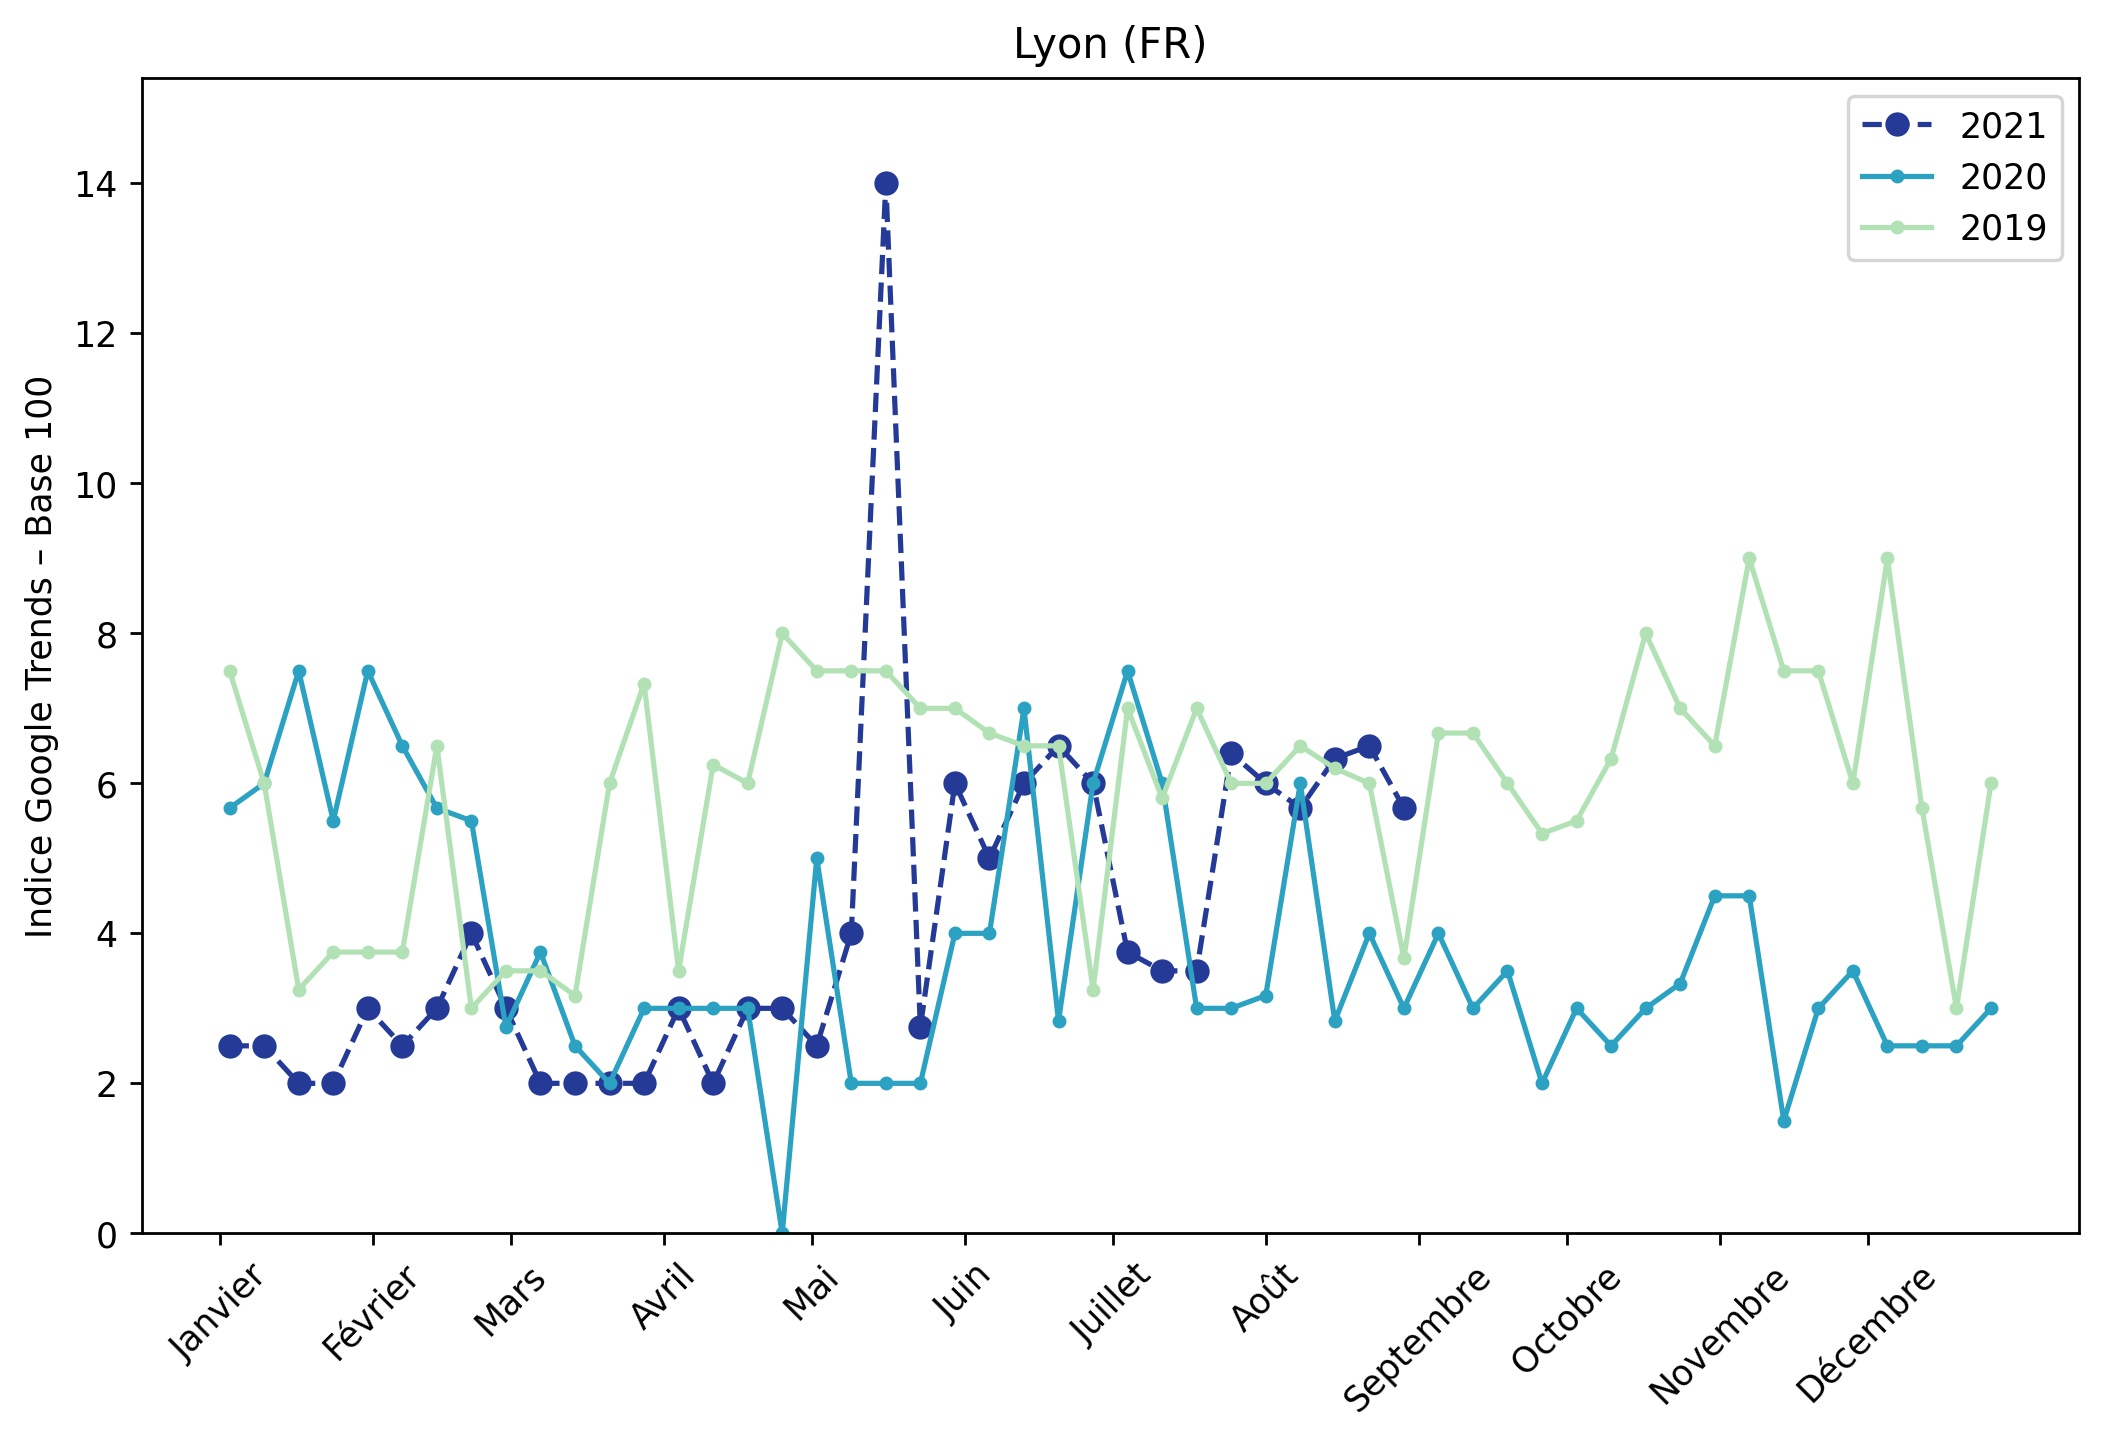 Lyon (FR)
Indice Google Trends – Base 100
14
12
10
8
6
4
2
0
Janvier
Février
Mars
Avril
Mai
Juin
Juillet
Août
Septembre
Octobre
Novembre
Décembre
2021
2020
2019